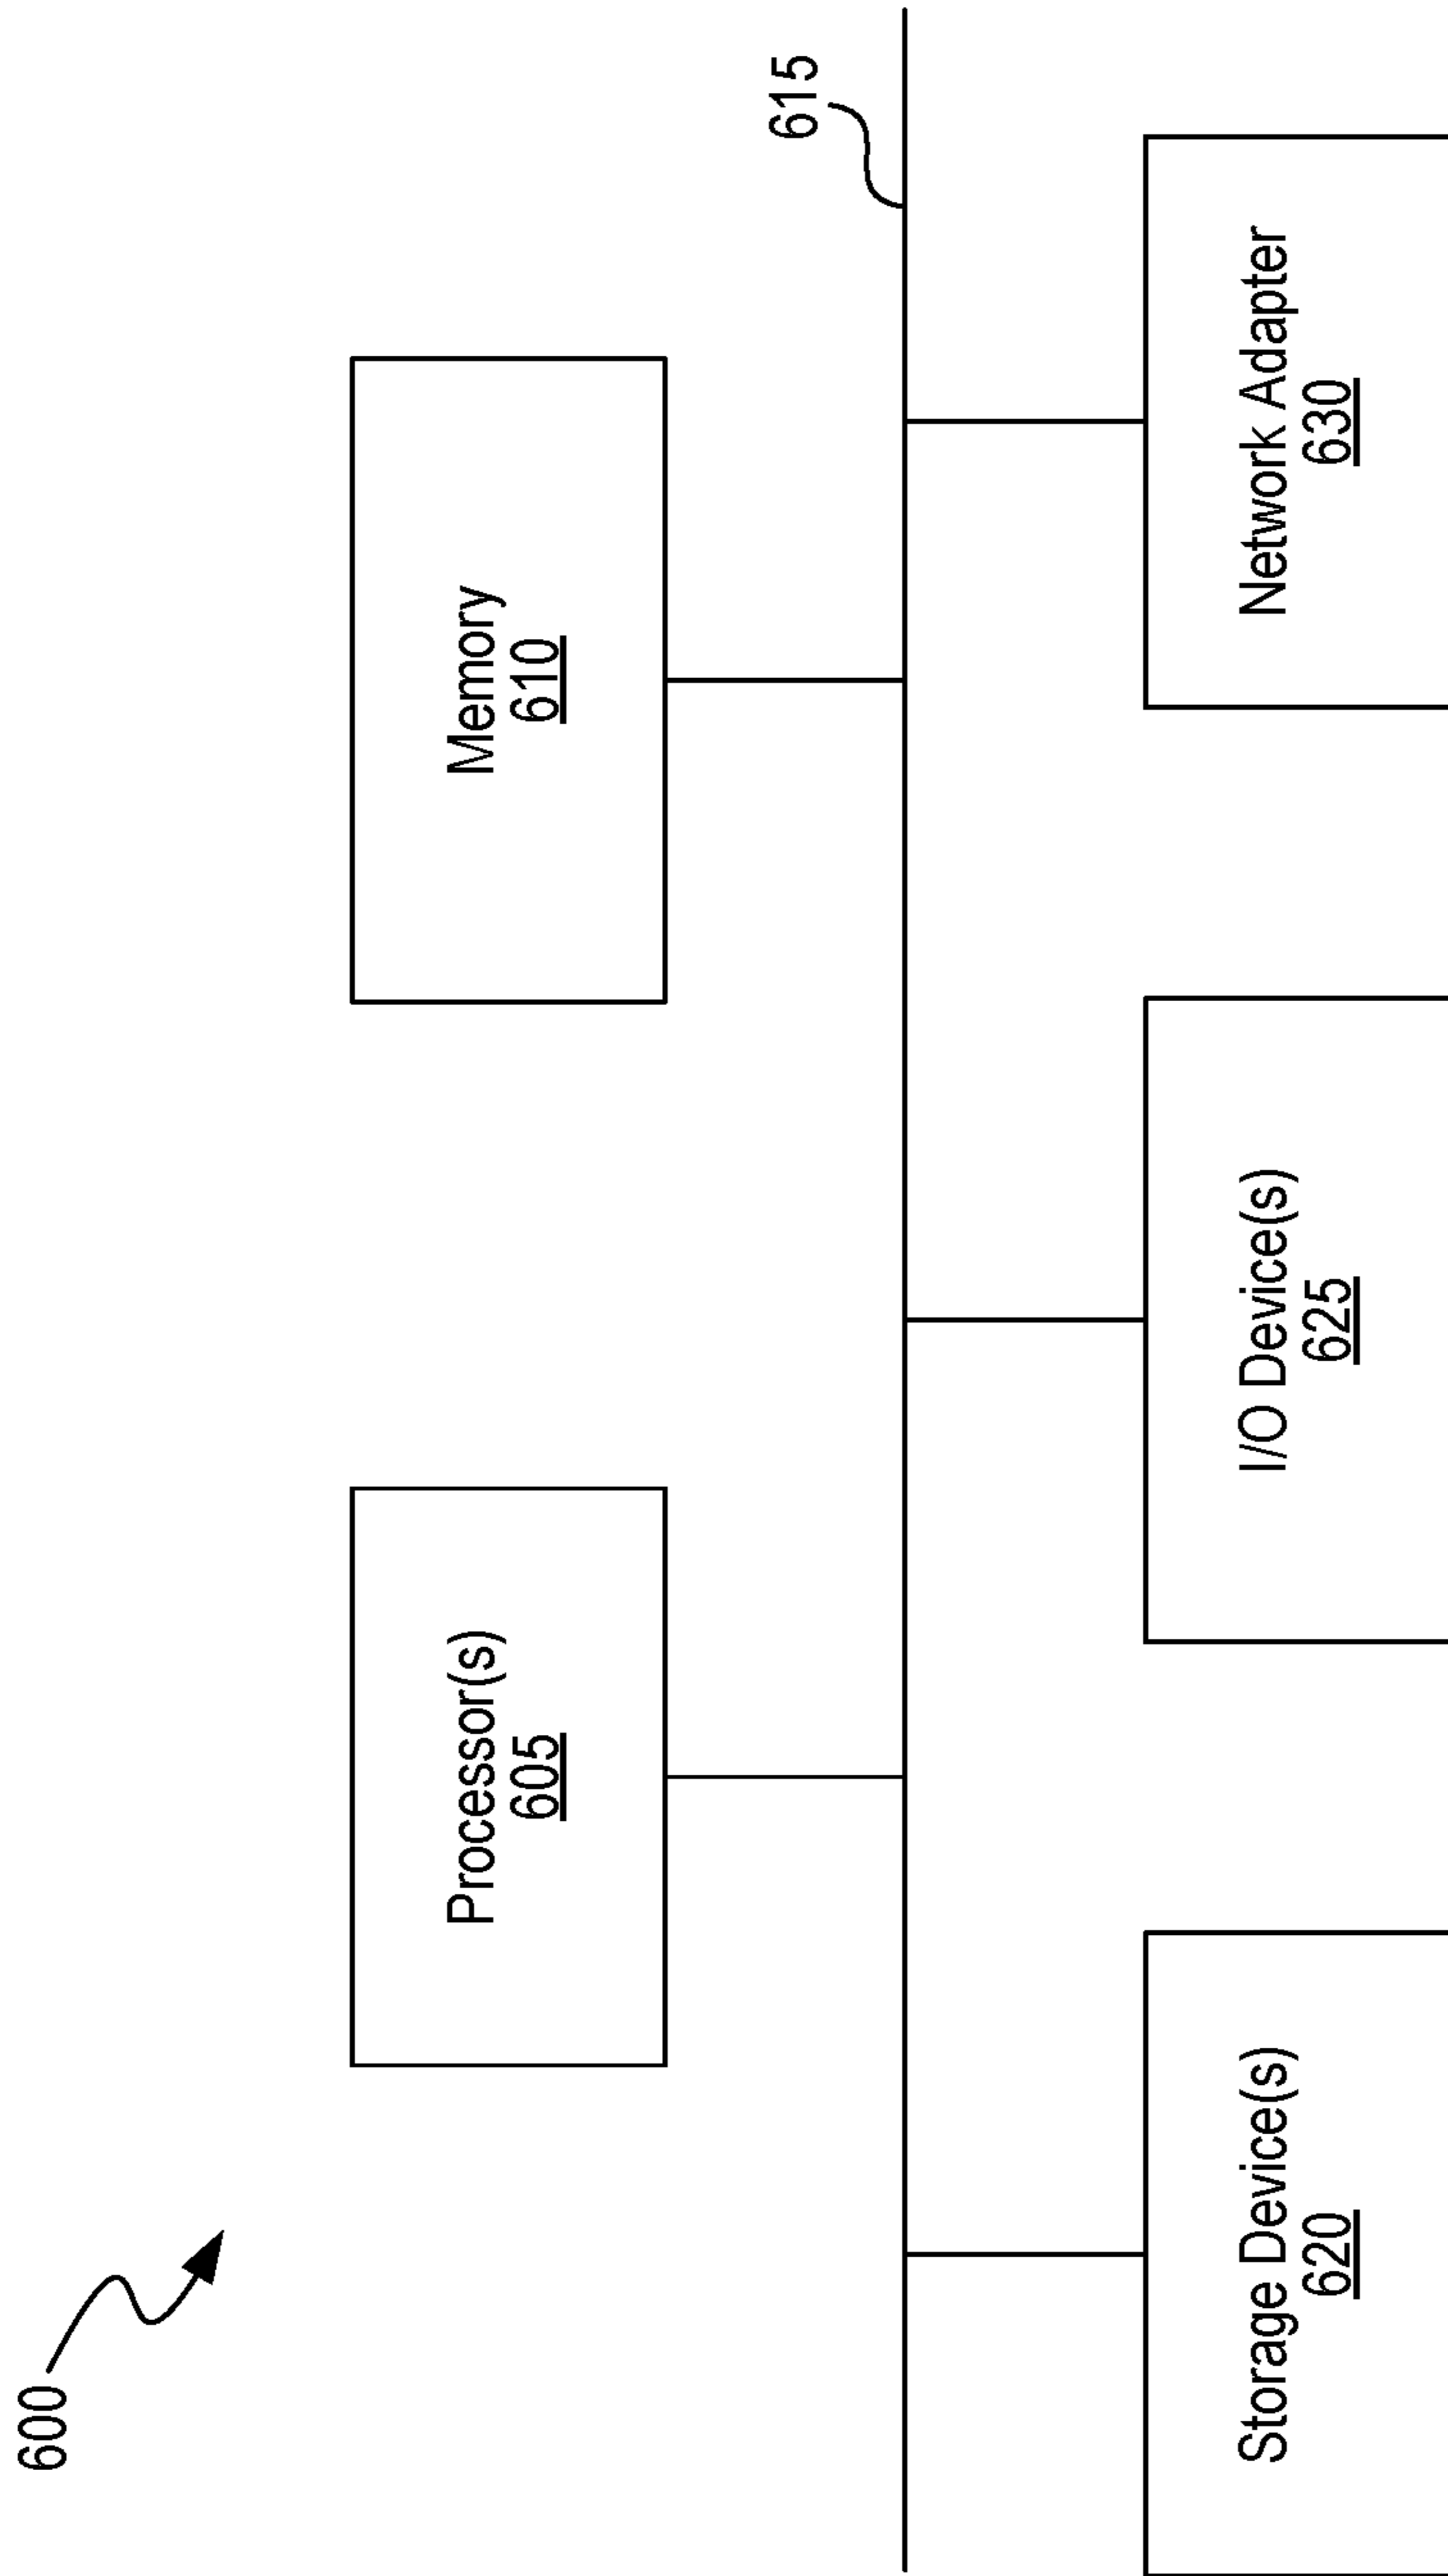 600
Processor(s)
605
Memory
610
615
Storage Device(s)
620
I/O Device(s)
625
Network Adapter
630